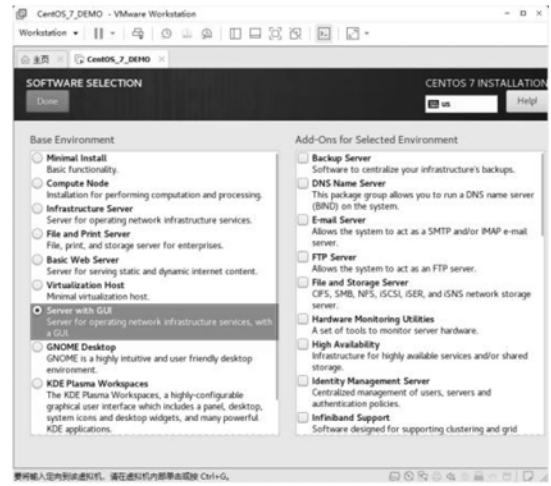 CentOS_7_DEMO - VMware Workstation
Workstation
主页
CentOS_7_DEMO
SOFTWARE SELECTION
CENTOS 7 INSTALLATION
Done
us
Help!
Base Environment
Minimal Install
Basic functionality.
Compute Node
Installation for performing computation and processing.
Infrastructure Server
Server for operating network infrastructure services.
File and Print Server
File, print, and storage server for enterprises.
Basic Web Server
Server for serving static and dynamic internet content.
Virtualization Host
Minimal virtualization host.
Server with GUI
Server for operating network infrastructure services, with
a GUI.
GNOME Desktop
GNOME is a highly intuitive and user friendly desktop
environment.
KDE Plasma Workspaces
The KDE Plasma Workspaces, a highly-configurable
graphical user interface which includes a panel, desktop,
system icons and desktop widgets, and many powerful
KDE applications.
Add-Ons for Selected Environment
Backup Server
Software to centralize your infrastructure's backups.
DNS Name Server
This package group allows you to run a DNS name server
(BIND) on the system.
E-mail Server
Allows the system to act as a SMTP and/or IMAP e-mail
server.
FTP Server
Allows the system to act as an FTP server.
File and Storage Server
CIFS, SMB, NFS, iSCSI, iSER, and iSNS network storage
server.
Hardware Monitoring Utilities
A set of tools to monitor server hardware.
High Availability
Infrastructure for highly available services and/or shared
storage.
Identity Management Server
Centralized management of users, servers and
authentication policies.
Infiniband Support
Software designed for supporting clustering and grid
要将输入定向到该虚拟机，请在虚拟机内部单击或按 Ctrl+G。